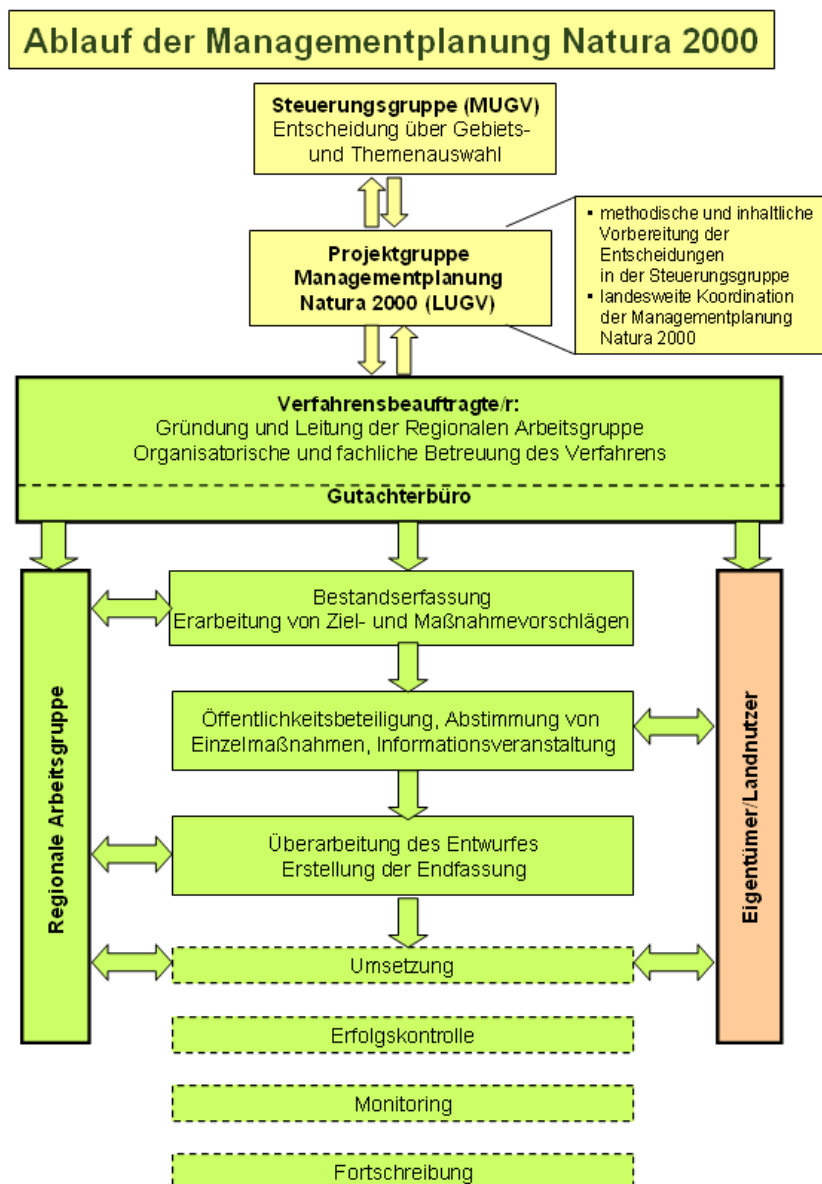 Ablauf der Managementplanung Natura 2000
Steuerungsgruppe (MUGV)
Entscheidung über Gebiets-
und Themenauswahl
Projektgruppe
Managementplanung
Natura 2000 (LUGV)
▪ methodische und inhaltliche
Vorbereitung der
Entscheidungen
in der Steuerungsgruppe
▪ landesweite Koordination
der Managementplanung
Natura 2000
Verfahrensbeauftragte/r:
Gründung und Leitung der Regionalen Arbeitsgruppe
Organisatorische und fachliche Betreuung des Verfahrens
Gutachterbüro
Regionale Arbeitsgruppe
Bestandserfassung
Erarbeitung von Ziel- und Maßnahmevorschlägen
Öffentlichkeitsbeteiligung, Abstimmung von
Einzelmaßnahmen, Informationsveranstaltung
Überarbeitung des Entwurfes
Erstellung der Endfassung
Umsetzung
Erfolgskontrolle
Monitoring
Fortschreibung
Eigentümer/Landnutzer